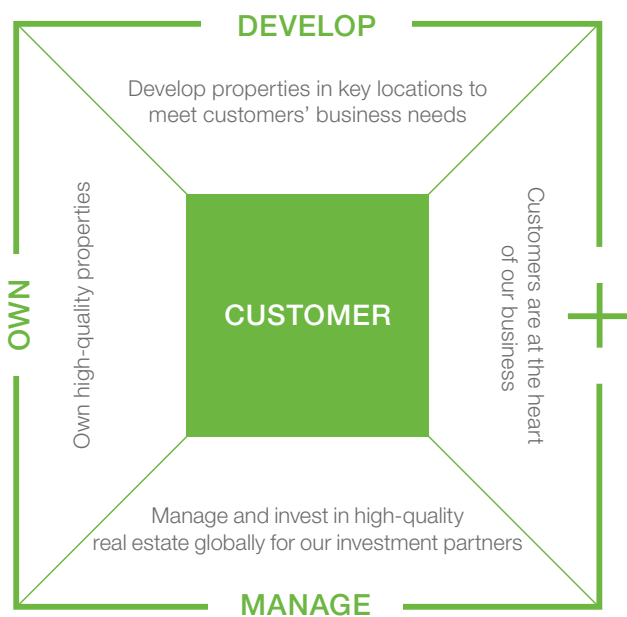 DEVELOP
Develop properties in key locations to
meet customers’ business needs
OWN
Own high-quality properties
CUSTOMER
Customers are at the heart
of our business
Manage and invest in high-quality
real estate globally for our investment partners
MANAGE